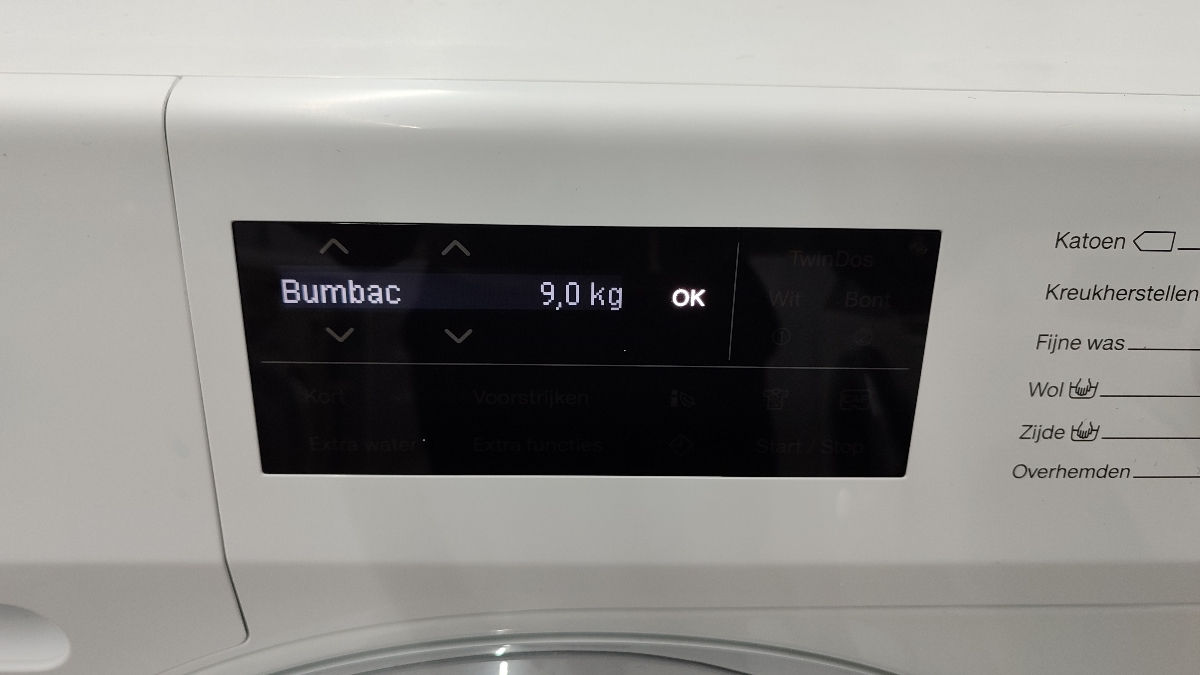 Bumbac 9,0 kg OK
TwinDos
Wit Bont
Kort Voorstrijken CAP
Extra water Extra functies Start / Stop
Katoen
Kreukherstellen
Fijne was
Wol
Zijde
Overhemden